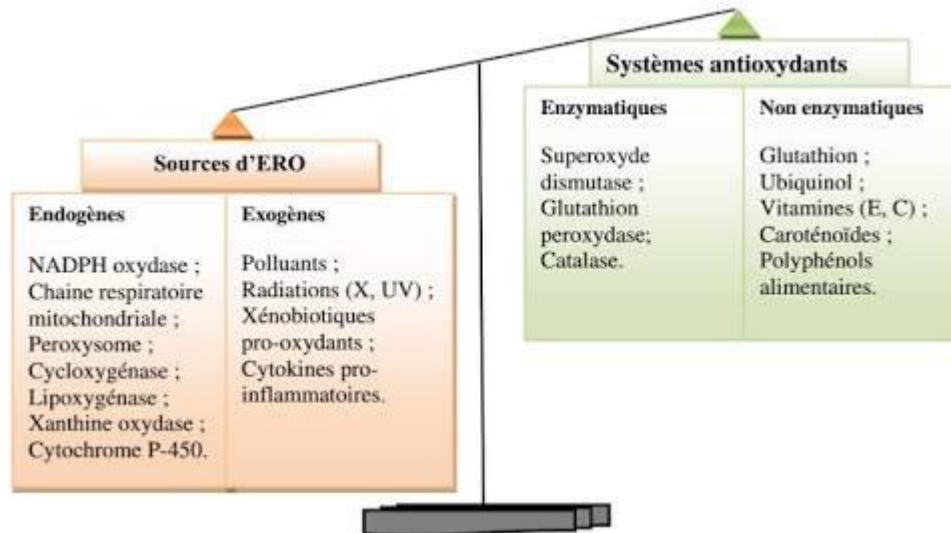 Systèmes antioxydants
Enzymatiques
Superoxyde
dismutase ;
Glutathion
peroxydase;
Catalase.
Non enzymatiques
Glutathion ;
Ubiquinol ;
Vitamines (E, C) ;
Caroténoïdes ;
Polyphénols
alimentaires.
Sources d'ERO
Endogènes
NADPH oxydase ;
Chaine respiratoire
mitochondriale ;
Peroxysome ;
Cycloxygénase ;
Lipoxygénase ;
Xanthine oxydase ;
Cytochrome P-450.
Exogènes
Polluants ;
Radiations (X, UV) ;
Xénobiotiques
pro-oxydants ;
Cytokines pro-
inflammatoires.